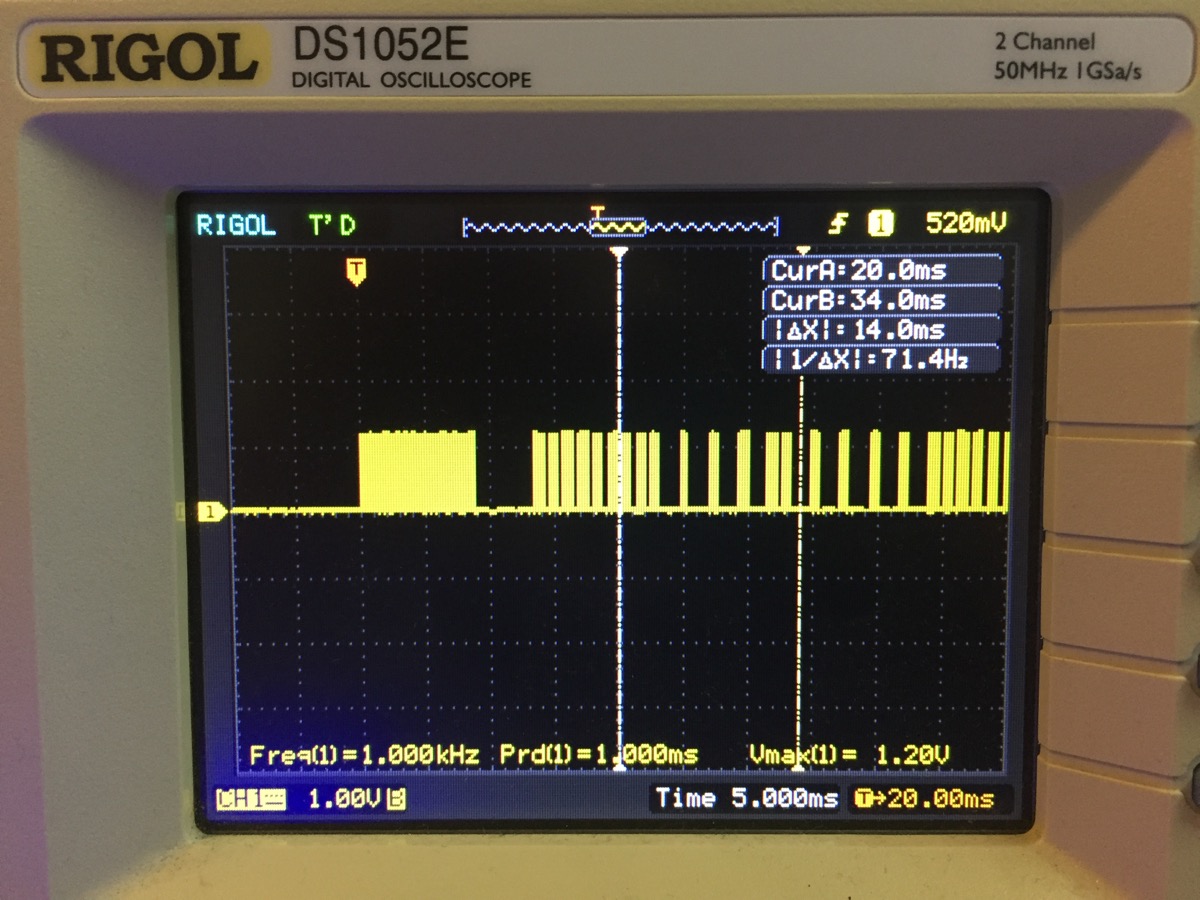 RIGOL DS1052E
DIGITAL OSCILLOSCOPE
2 Channel
50MHz 1GSa/s
RIGOL T'D T 1 520mV
T
CurA:20.0ms
CurB:34.0ms
|ΔX|: 14.0ms
|1/ΔX|:71.4Hz
1
Freq(1)=1.000kHz Prd(1)=1.000ms Vmax(1)= 1.20V
CH1 1.00V B Time 5.000ms T→20.00ms